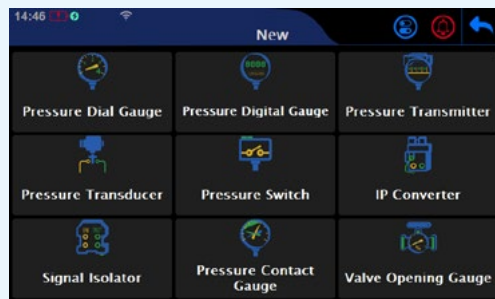 14:46
New
Pressure Dial Gauge
Pressure Digital Gauge
Pressure Transmitter
Pressure Transducer
Pressure Switch
IP Converter
Signal Isolator
Pressure Contact
Gauge
Valve Opening Gauge